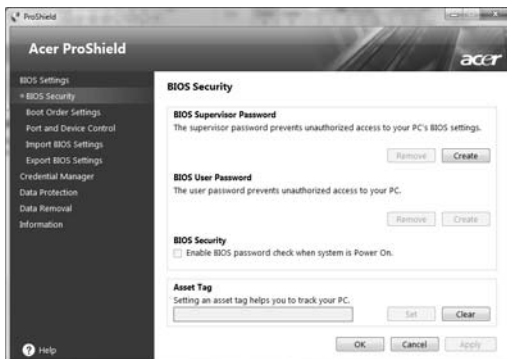 ProShield
Acer ProShield
acer
BIOS Settings
BIOS Security
Boot Order Settings
Port and Device Control
Import BIOS Settings
Export BIOS Settings
Credential Manager
Data Protection
Data Removal
Information
Help
BIOS Security
BIOS Supervisor Password
The supervisor password prevents unauthorized access to your PC's BIOS settings.
Remove Create
BIOS User Password
The user password prevents unauthorized access to your PC.
Remove Create
BIOS Security
Enable BIOS password check when system is Power On.
Asset Tag
Setting an asset tag helps you to track your PC.
Set Clear
OK Cancel Apply